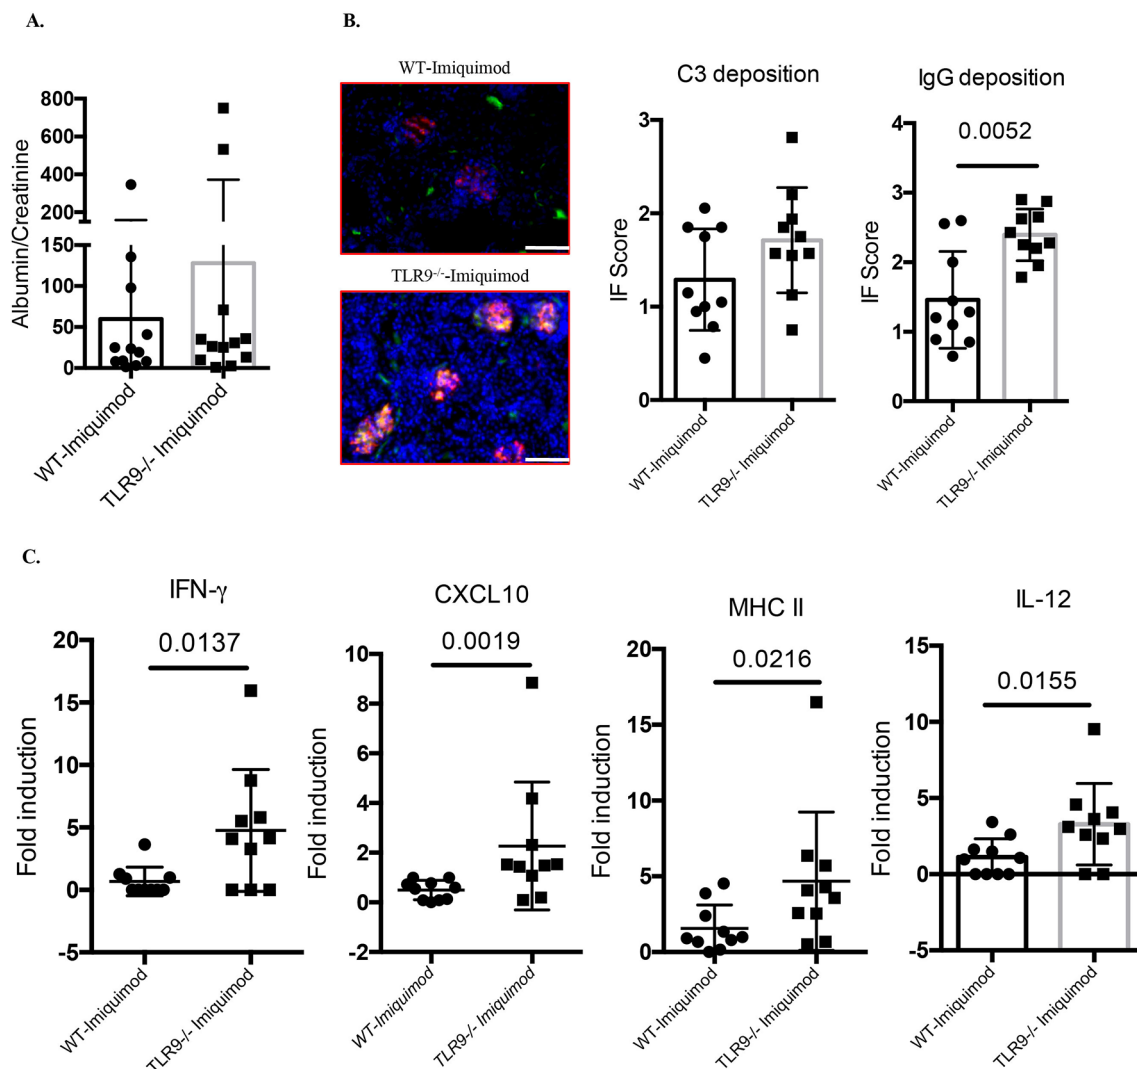 A.
B.
WT-Imiquimod
TLR9-/--Imiquimod
Albumin/Creatinine
800
600
400
200
150
100
50
0
WT-Imiquimod
TLR9-/- Imiquimod
C3 deposition
IF Score
3
2
1
0
WT-Imiquimod
TLR9-/- Imiquimod
IgG deposition
0.0052
IF Score
4
3
2
1
0
WT-Imiquimod
TLR9-/- Imiquimod
C.
IFN-γ
0.0137
Fold induction
20
15
10
5
0
-5
WT-Imiquimod
TLR9-/- Imiquimod
CXCL10
0.0019
Fold induction
10
8
6
4
2
0
-2
WT-Imiquimod
TLR9-/- Imiquimod
MHC II
0.0216
Fold induction
20
15
10
5
0
WT-Imiquimod
TLR9-/- Imiquimod
IL-12
0.0155
Fold induction
15
10
5
0
-5
WT-Imiquimod
TLR9-/- Imiquimod